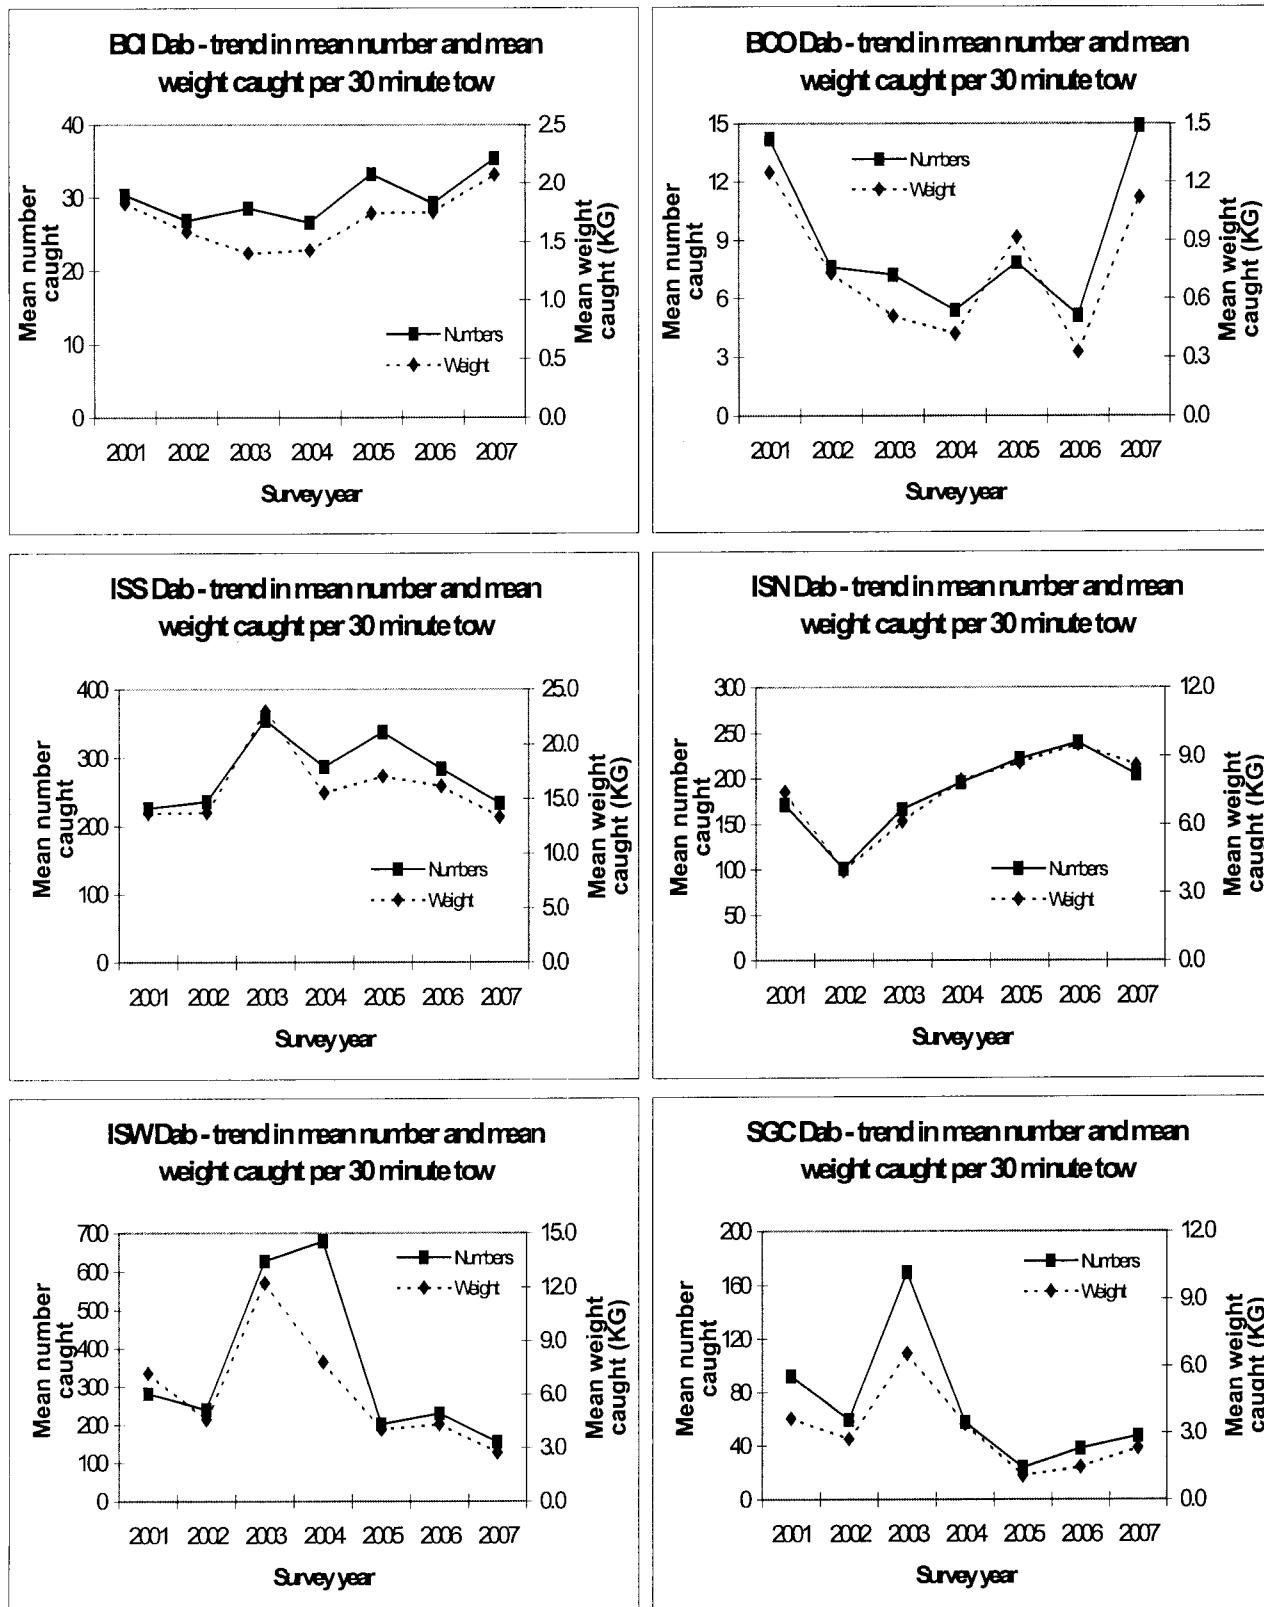 BCI Dab - trend in mean number and mean
weight caught per 30 minute tow
40
30
20
10
0
2.5
2.0
1.5
1.0
0.5
0.0
Mean number
caught
Mean weight
caught (KG)
Numbers
Weight
2001 2002 2003 2004 2005 2006 2007
Survey year
BCO Dab - trend in mean number and mean
weight caught per 30 minute tow
15
12
9
6
3
0
1.5
1.2
0.9
0.6
0.3
0.0
Mean number
caught
Mean weight
caught (KG)
Numbers
Weight
2001 2002 2003 2004 2005 2006 2007
Survey year
ISS Dab - trend in mean number and mean
weight caught per 30 minute tow
400
300
200
100
0
25.0
20.0
15.0
10.0
5.0
0.0
Mean number
caught
Mean weight
caught (KG)
Numbers
Weight
2001 2002 2003 2004 2005 2006 2007
Survey year
ISN Dab - trend in mean number and mean
weight caught per 30 minute tow
300
250
200
150
100
50
0
12.0
9.0
6.0
3.0
0.0
Mean number
caught
Mean weight
caught (KG)
Numbers
Weight
2001 2002 2003 2004 2005 2006 2007
Survey year
ISW Dab - trend in mean number and mean
weight caught per 30 minute tow
700
600
500
400
300
200
100
0
15.0
12.0
9.0
6.0
3.0
0.0
Mean number
caught
Mean weight
caught (KG)
Numbers
Weight
2001 2002 2003 2004 2005 2006 2007
Survey year
SGC Dab - trend in mean number and mean
weight caught per 30 minute tow
200
160
120
80
40
0
12.0
9.0
6.0
3.0
0.0
Mean number
caught
Mean weight
caught (KG)
Numbers
Weight
2001 2002 2003 2004 2005 2006 2007
Survey year